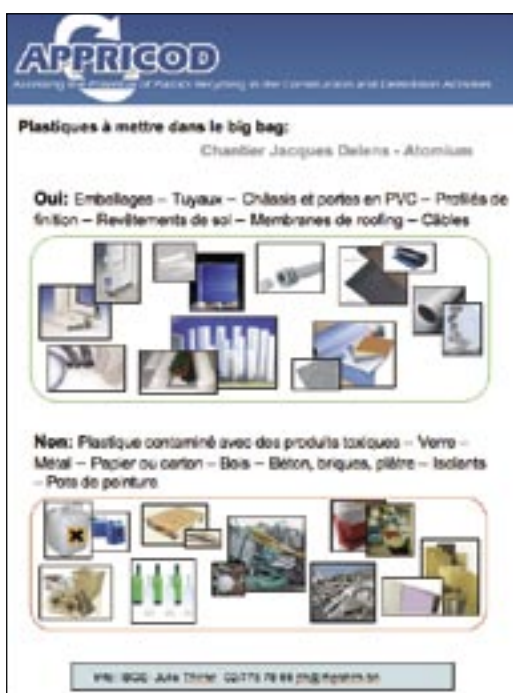 APPRICOD
Assessing the Potential of Plastics Recycling in the Construction and Demolition Activities
Plastiques à mettre dans le big bag:
Chantier Jacques Delens - Atomium
Oui: Emballages – Tuyaux – Châssis et portes en PVC – Profilés de
finition – Revêtements de sol – Membranes de roofing – Câbles
Non: Plastique contaminé avec des produits toxiques – Verre –
Métal – Papier ou carton – Bois – Béton, briques, plâtre – Isolants
– Pots de peinture